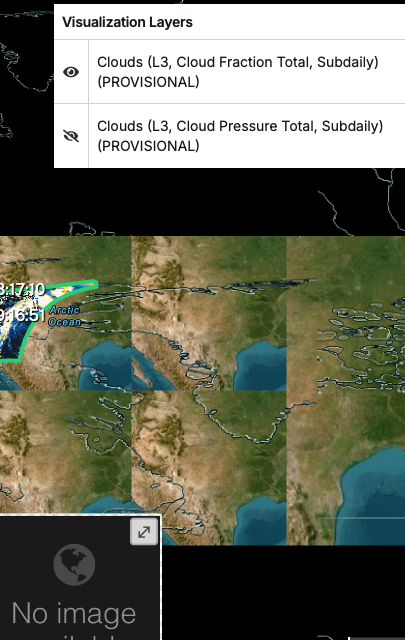 Visualization Layers
Clouds (L3, Cloud Fraction Total, Subdaily)
(PROVISIONAL)
Clouds (L3, Cloud Pressure Total, Subdaily)
(PROVISIONAL)
3:17:10
9:16:51
Arctic
Ocean
No image